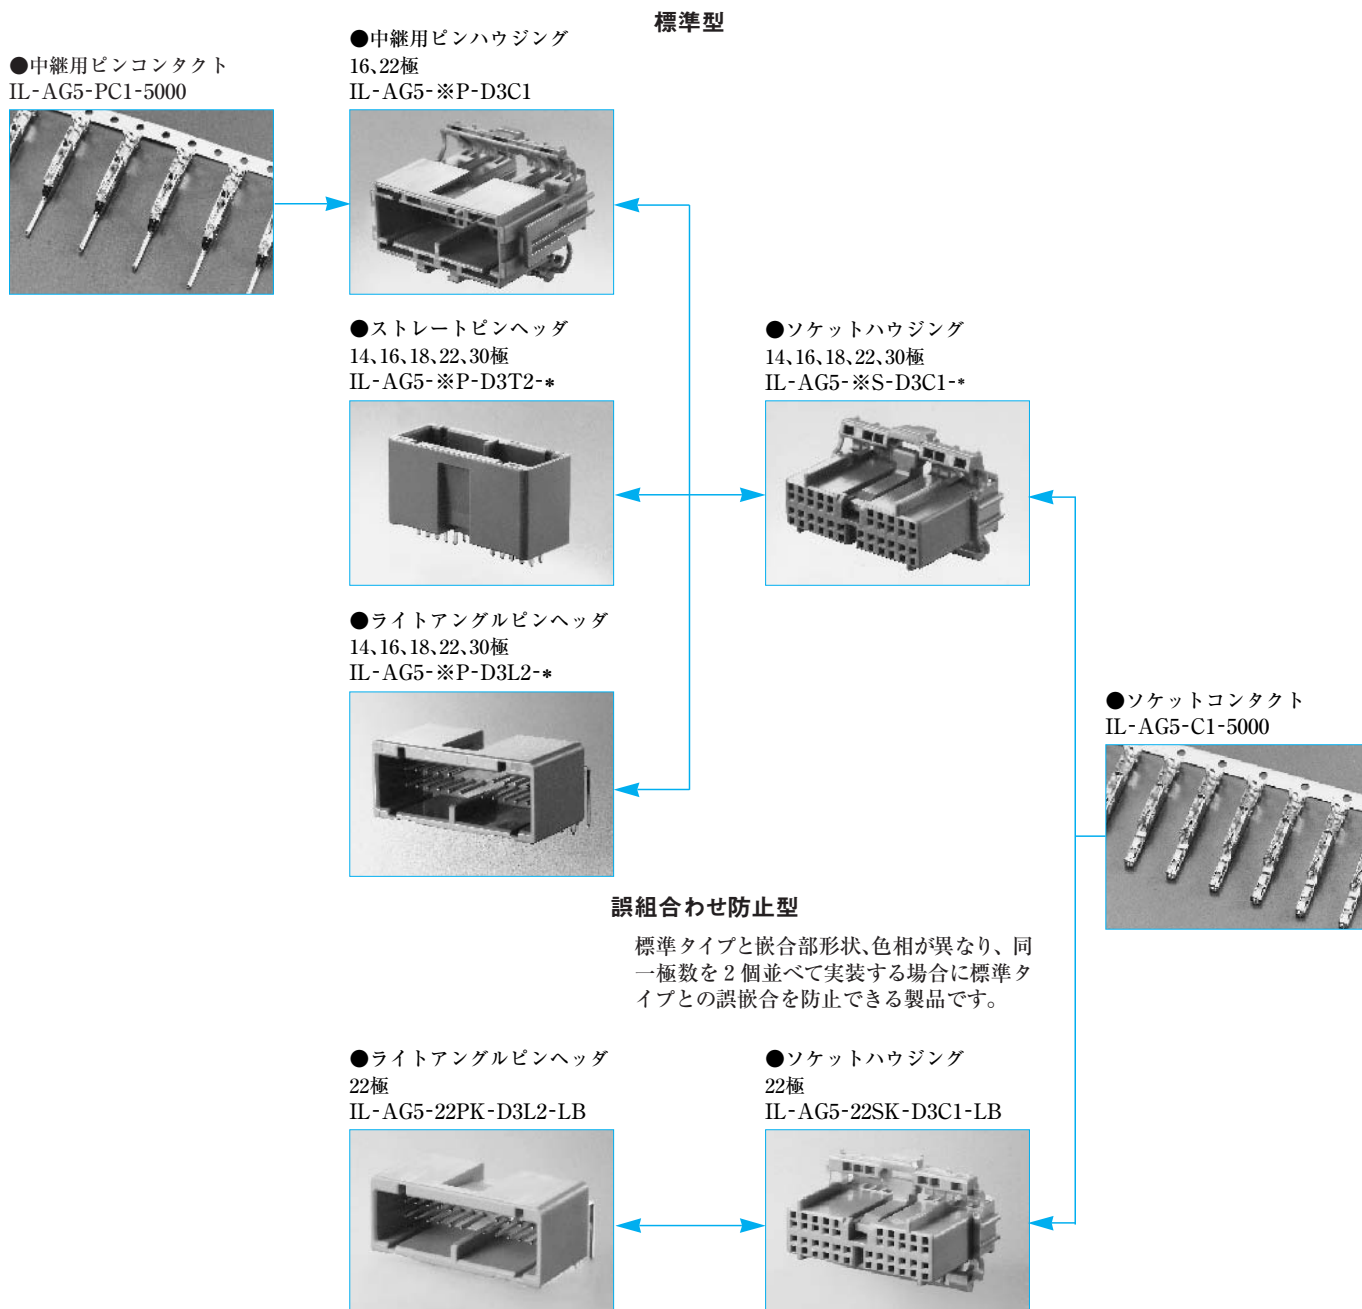 標準型
●中継用ピンコンタクト
IL-AG5-PC1-5000
●中継用ピンハウジング
16、22極
IL-AG5-※P-D3C1
●ストレートピンヘッダ
14、16、18、22、30極
IL-AG5-※P-D3T2-*
●ソケットハウジング
14、16、18、22、30極
IL-AG5-※S-D3C1-*
●ライトアングルピンヘッダ
14、16、18、22、30極
IL-AG5-※P-D3L2-*
●ソケットコンタクト
IL-AG5-C1-5000
誤組合わせ防止型
標準タイプと嵌合部形状、色相が異なり、同
一極数を2個並べて実装する場合に標準タ
イプとの誤嵌合を防止できる製品です。
●ライトアングルピンヘッダ
22極
IL-AG5-22PK-D3L2-LB
●ソケットハウジング
22極
IL-AG5-22SK-D3C1-LB